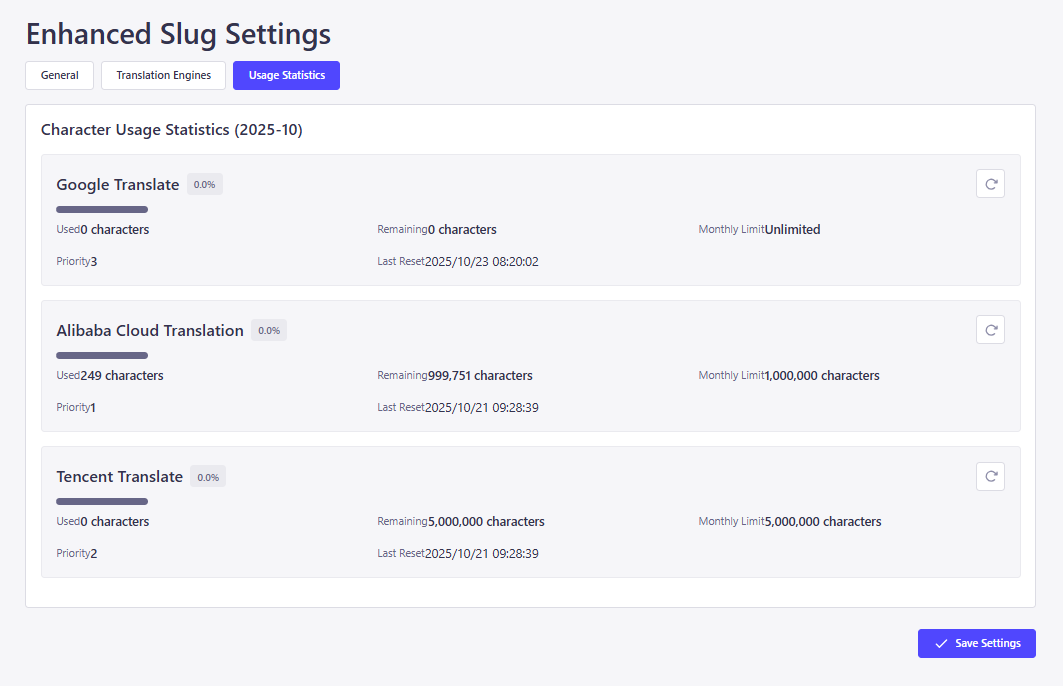 Enhanced Slug Settings
General Translation Engines Usage Statistics
Character Usage Statistics (2025-10)
Google Translate 0.0%
Used0 characters Remaining0 characters Monthly LimitUnlimited
Priority3 Last Reset2025/10/23 08:20:02
Alibaba Cloud Translation 0.0%
Used249 characters Remaining999,751 characters Monthly Limit1,000,000 characters
Priority1 Last Reset2025/10/21 09:28:39
Tencent Translate 0.0%
Used0 characters Remaining5,000,000 characters Monthly Limit5,000,000 characters
Priority2 Last Reset2025/10/21 09:28:39
Save Settings